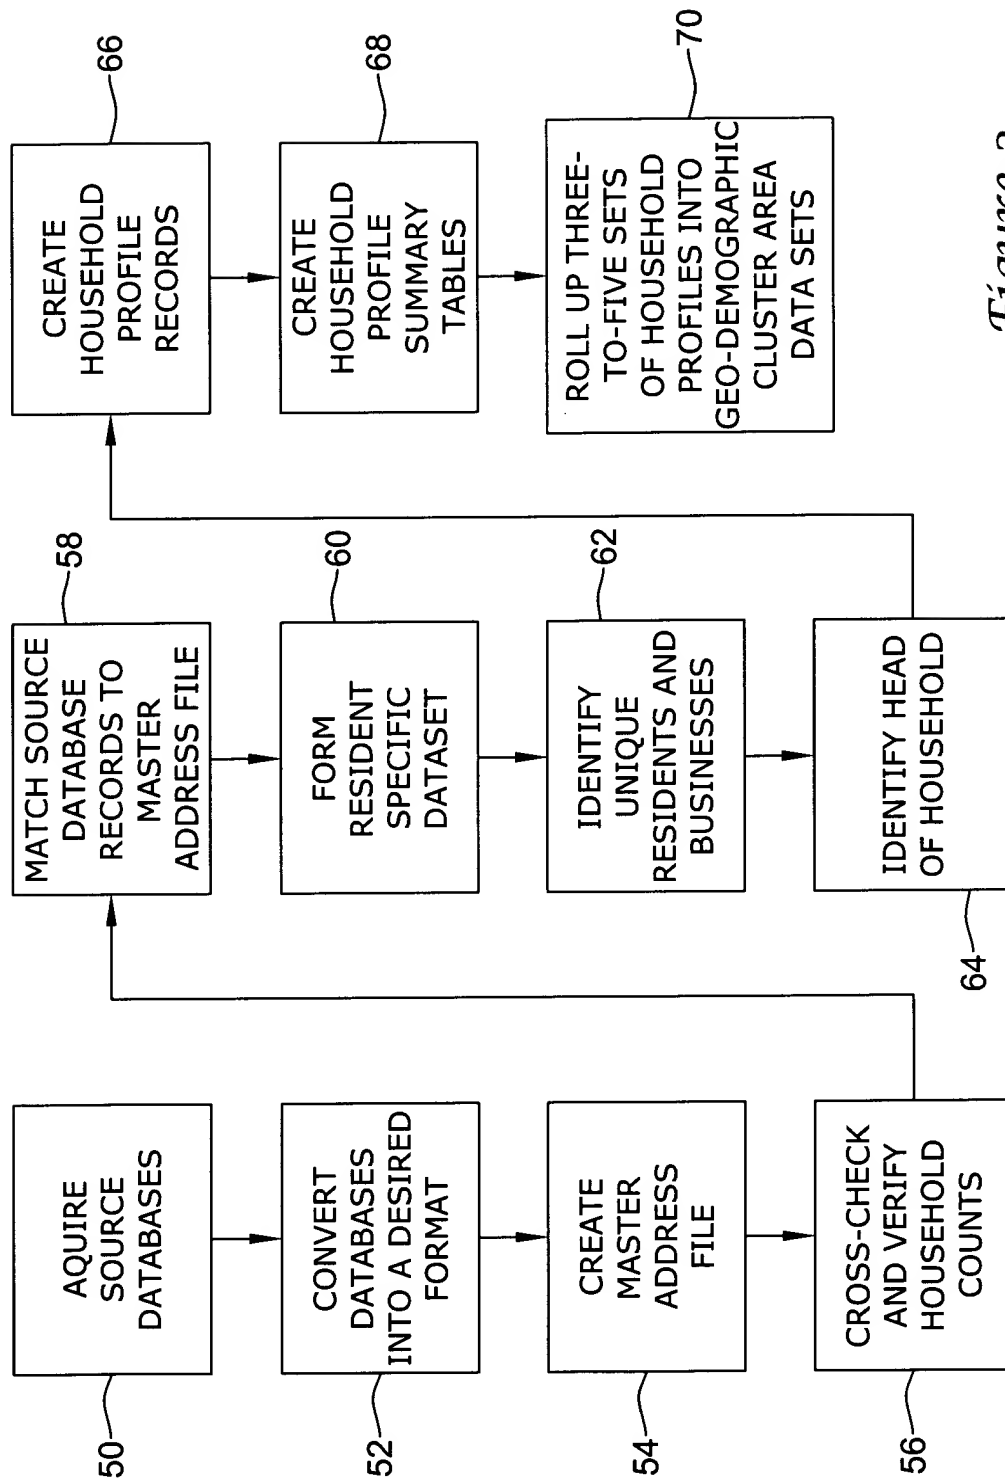 AQUIRE
SOURCE
DATABASES
50
CONVERT
DATABASES
INTO A DESIRED
FORMAT
52
CREATE
MASTER
ADDRESS
FILE
54
CROSS-CHECK
AND VERIFY
HOUSEHOLD
COUNTS
56
MATCH SOURCE
DATABASE
RECORDS TO
MASTER
ADDRESS FILE
58
FORM
RESIDENT
SPECIFIC
DATASET
60
IDENTIFY
UNIQUE
RESIDENTS AND
BUSINESSES
62
IDENTIFY HEAD
OF HOUSEHOLD
64
CREATE
HOUSEHOLD
PROFILE
RECORDS
66
CREATE
HOUSEHOLD
PROFILE
SUMMARY
TABLES
68
ROLL UP THREE-
TO-FIVE SETS
OF HOUSEHOLD
PROFILES INTO
GEO-DEMOGRAPHIC
CLUSTER AREA
DATA SETS
70